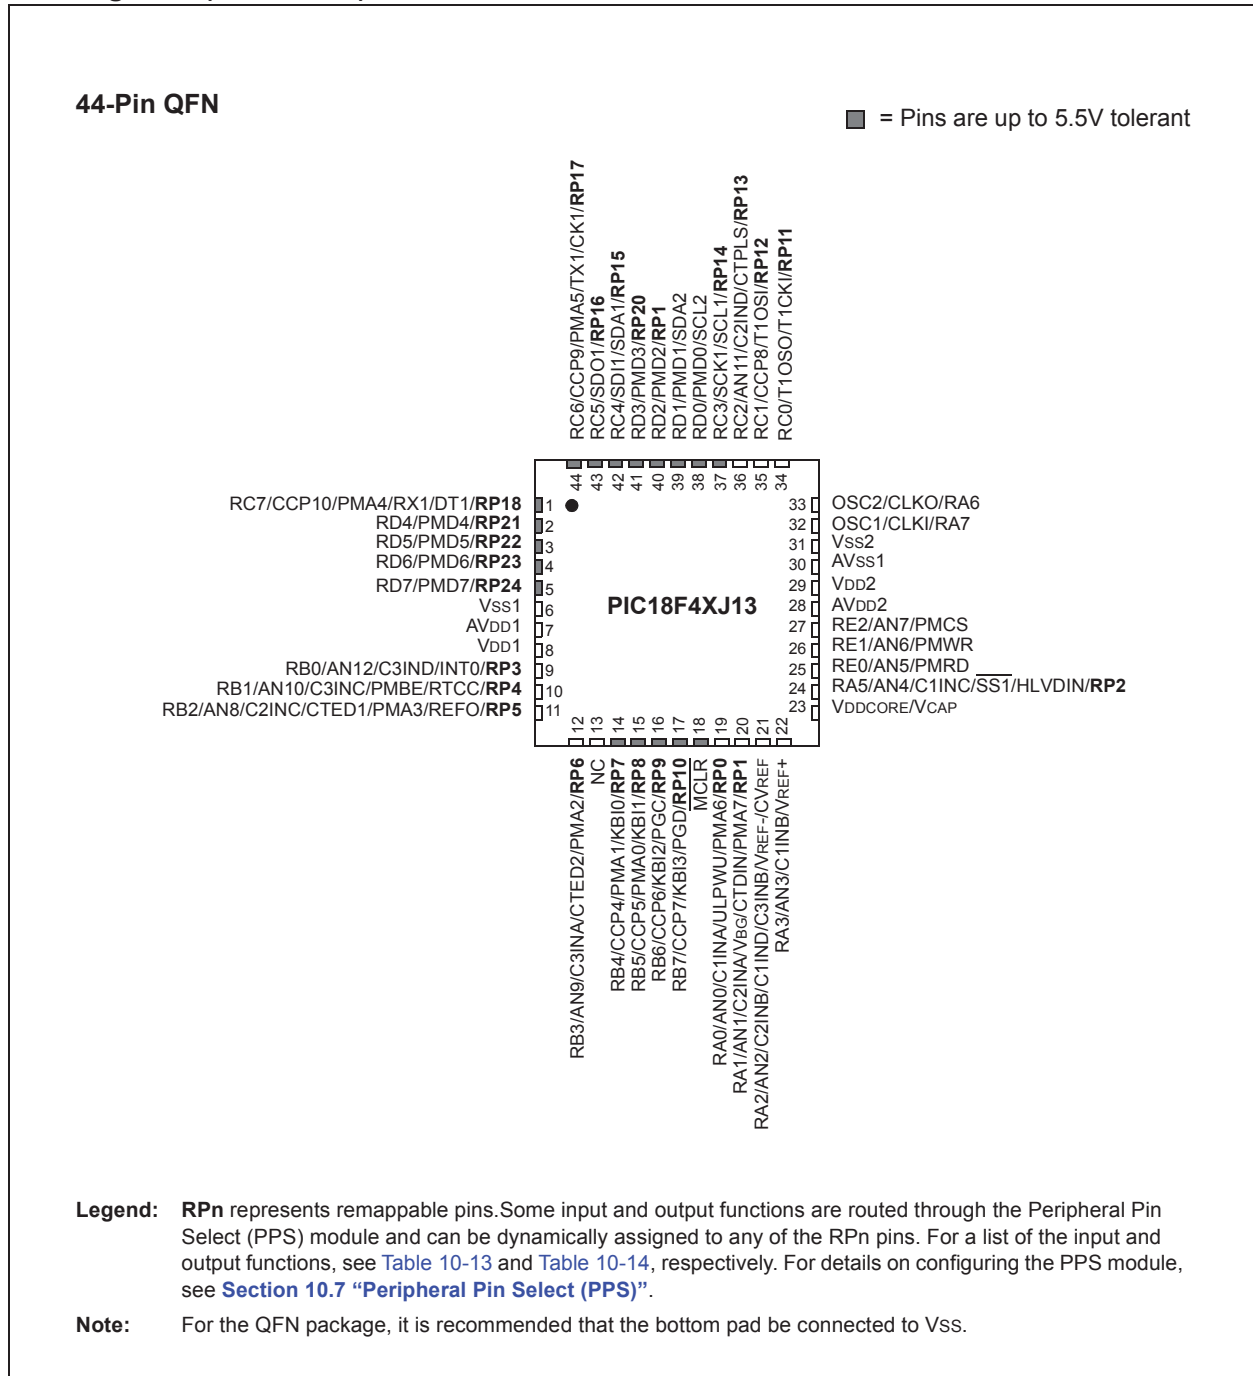 44-Pin QFN
= Pins are up to 5.5V tolerant
RC6/CCP9/PMA5/TX1/CK1/RP17
RC5/SDO1/RP16
RC4/SDI1/SDA1/RP15
RD3/PMD3/RP20
RD2/PMD2/RP1
RD1/PMD1/SDA2
RD0/PMD0/SCL2
RC3/SCK1/SCL1/RP14
RC2/AN11/C2IND/CTPLS/RP13
RC1/CCP8/T1OSI/RP12
RC0/T1OSO/T1CKI/RP11
44
43
42
41
40
39
38
37
36
35
34
RC7/CCP10/PMA4/RX1/DT1/RP18 1
RD4/PMD4/RP21 2
RD5/PMD5/RP22 3
RD6/PMD6/RP23 4
RD7/PMD7/RP24 5
VSS1 6
AVDD1 7
VDD1 8
RB0/AN12/C3IND/INT0/RP3 9
RB1/AN10/C3INC/PMBE/RTCC/RP4 10
RB2/AN8/C2INC/CTED1/PMA3/REFO/RP5 11
PIC18F4XJ13
33 OSC2/CLKO/RA6
32 OSC1/CLKI/RA7
31 VSS2
30 AVSS1
29 VDD2
28 AVDD2
27 RE2/AN7/PMCS
26 RE1/AN6/PMWR
25 RE0/AN5/PMRD
24 RA5/AN4/C1INC/SS1/HLVDIN/RP2
23 VDDCORE/VCAP
12
13
14
15
16
17
18
19
20
21
22
RB3/AN9/C3INA/CTED2/PMA2/RP6
NC
RB4/CCP4/PMA1/KBI0/RP7
RB5/CCP5/PMA0/KBI1/RP8
RB6/CCP6/KBI2/PGC/RP9
RB7/CCP7/KBI3/PGD/RP10
MCLR
RA0/AN0/C1INA/ULPWU/PMA6/RP0
RA1/AN1/C2INA/VBG/CTDIN/PMA7/RP1
RA2/AN2/C2INB/C1IND/C3INB/VREF-/CVREF
RA3/AN3/C1INB/VREF+
Legend: RPn represents remappable pins.Some input and output functions are routed through the Peripheral Pin
Select (PPS) module and can be dynamically assigned to any of the RPn pins. For a list of the input and
output functions, see Table 10-13 and Table 10-14, respectively. For details on configuring the PPS module,
see Section 10.7 “Peripheral Pin Select (PPS)”.
Note: For the QFN package, it is recommended that the bottom pad be connected to VSS.